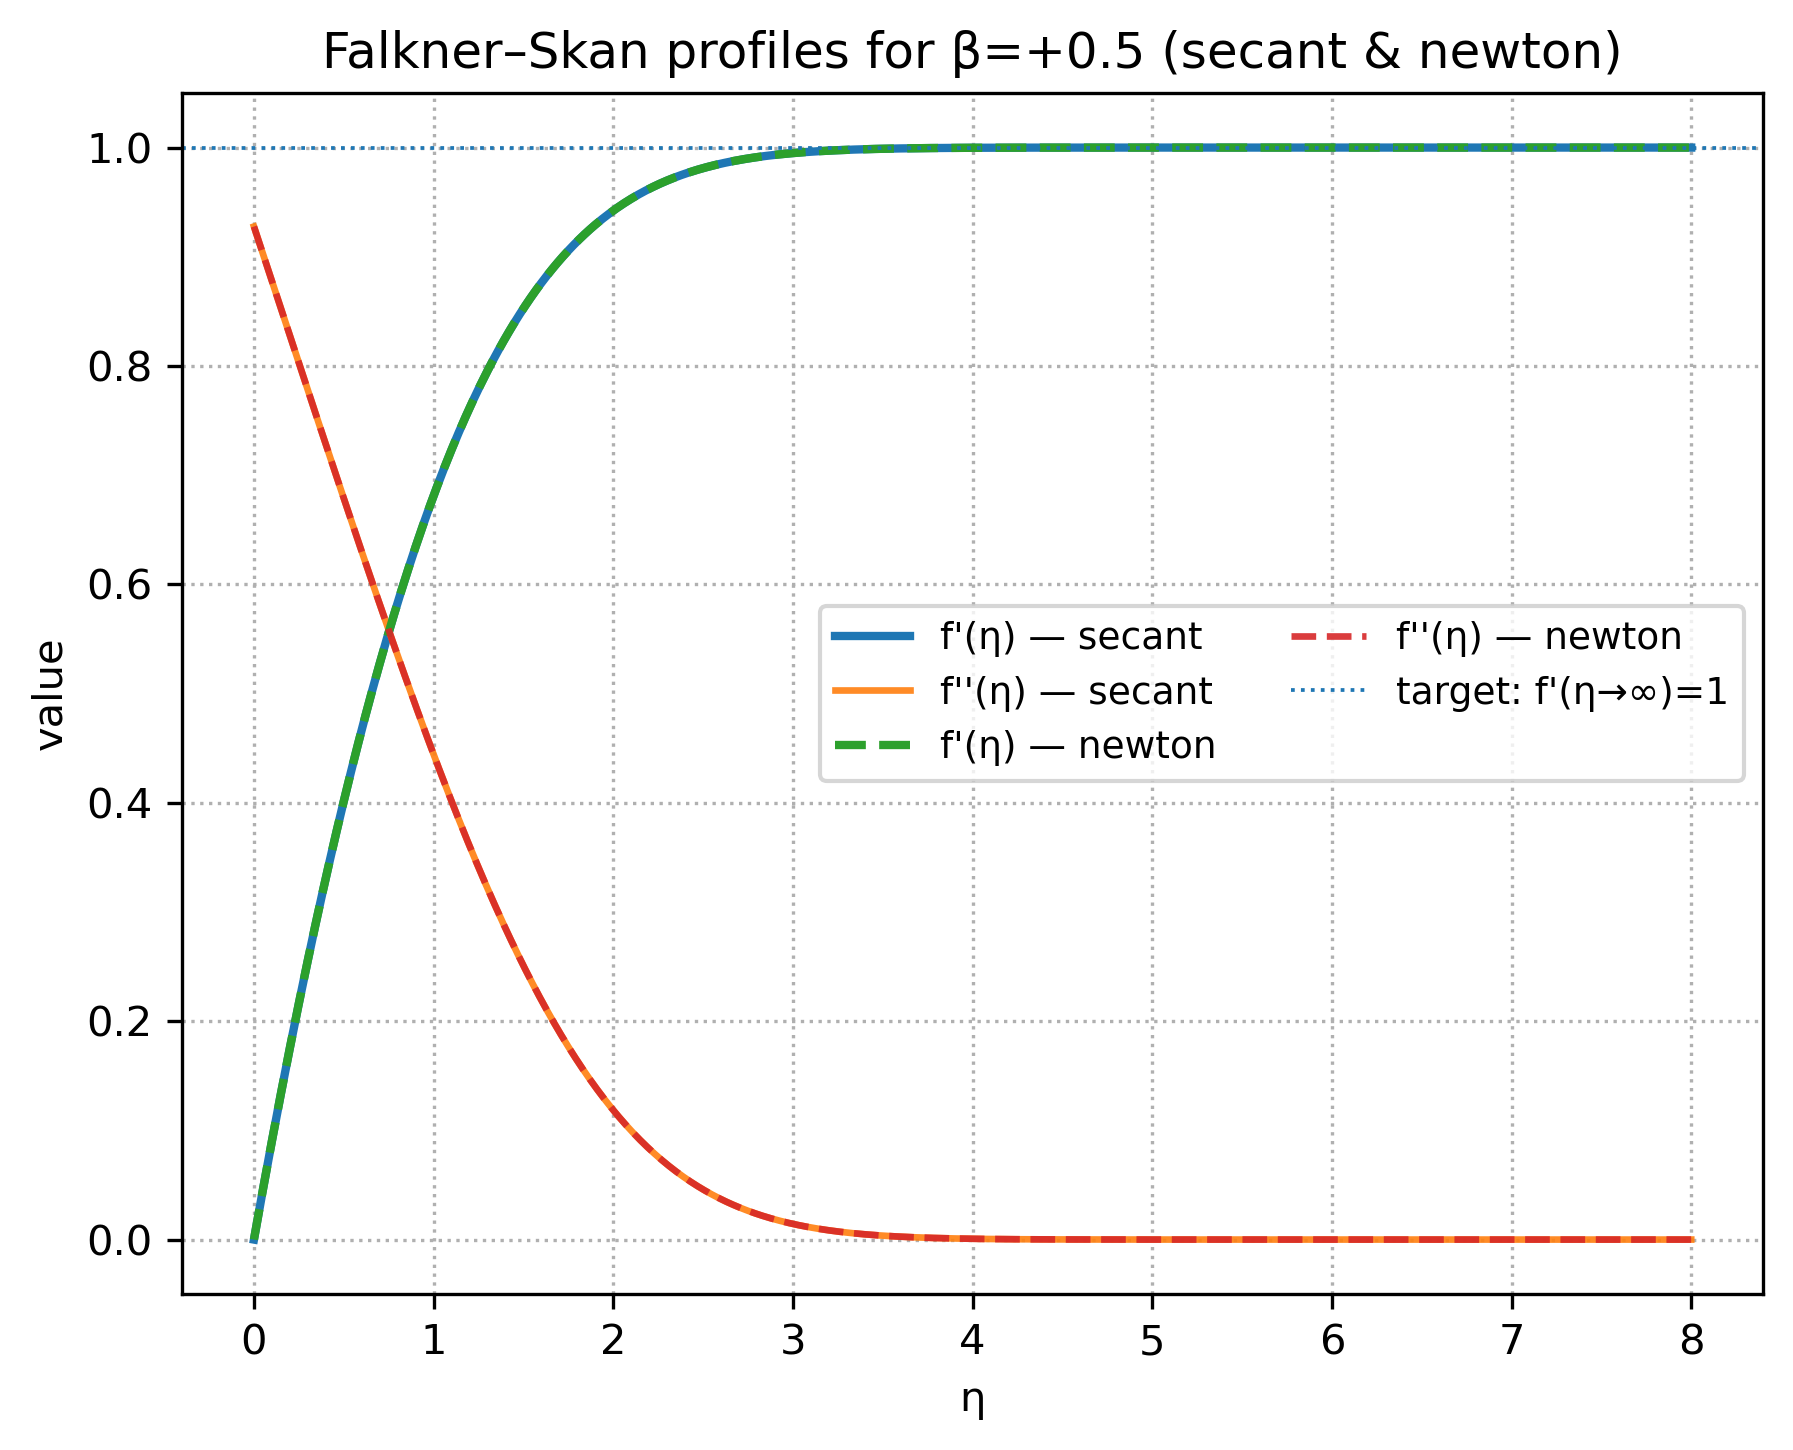 Falkner–Skan profiles for β=+0.5 (secant & newton)
value
1.0
0.8
0.6
0.4
0.2
0.0
f'(η) — secant
f''(η) — secant
f'(η) — newton
f''(η) — newton
target: f'(η→∞)=1
0 1 2 3 4 5 6 7 8
η